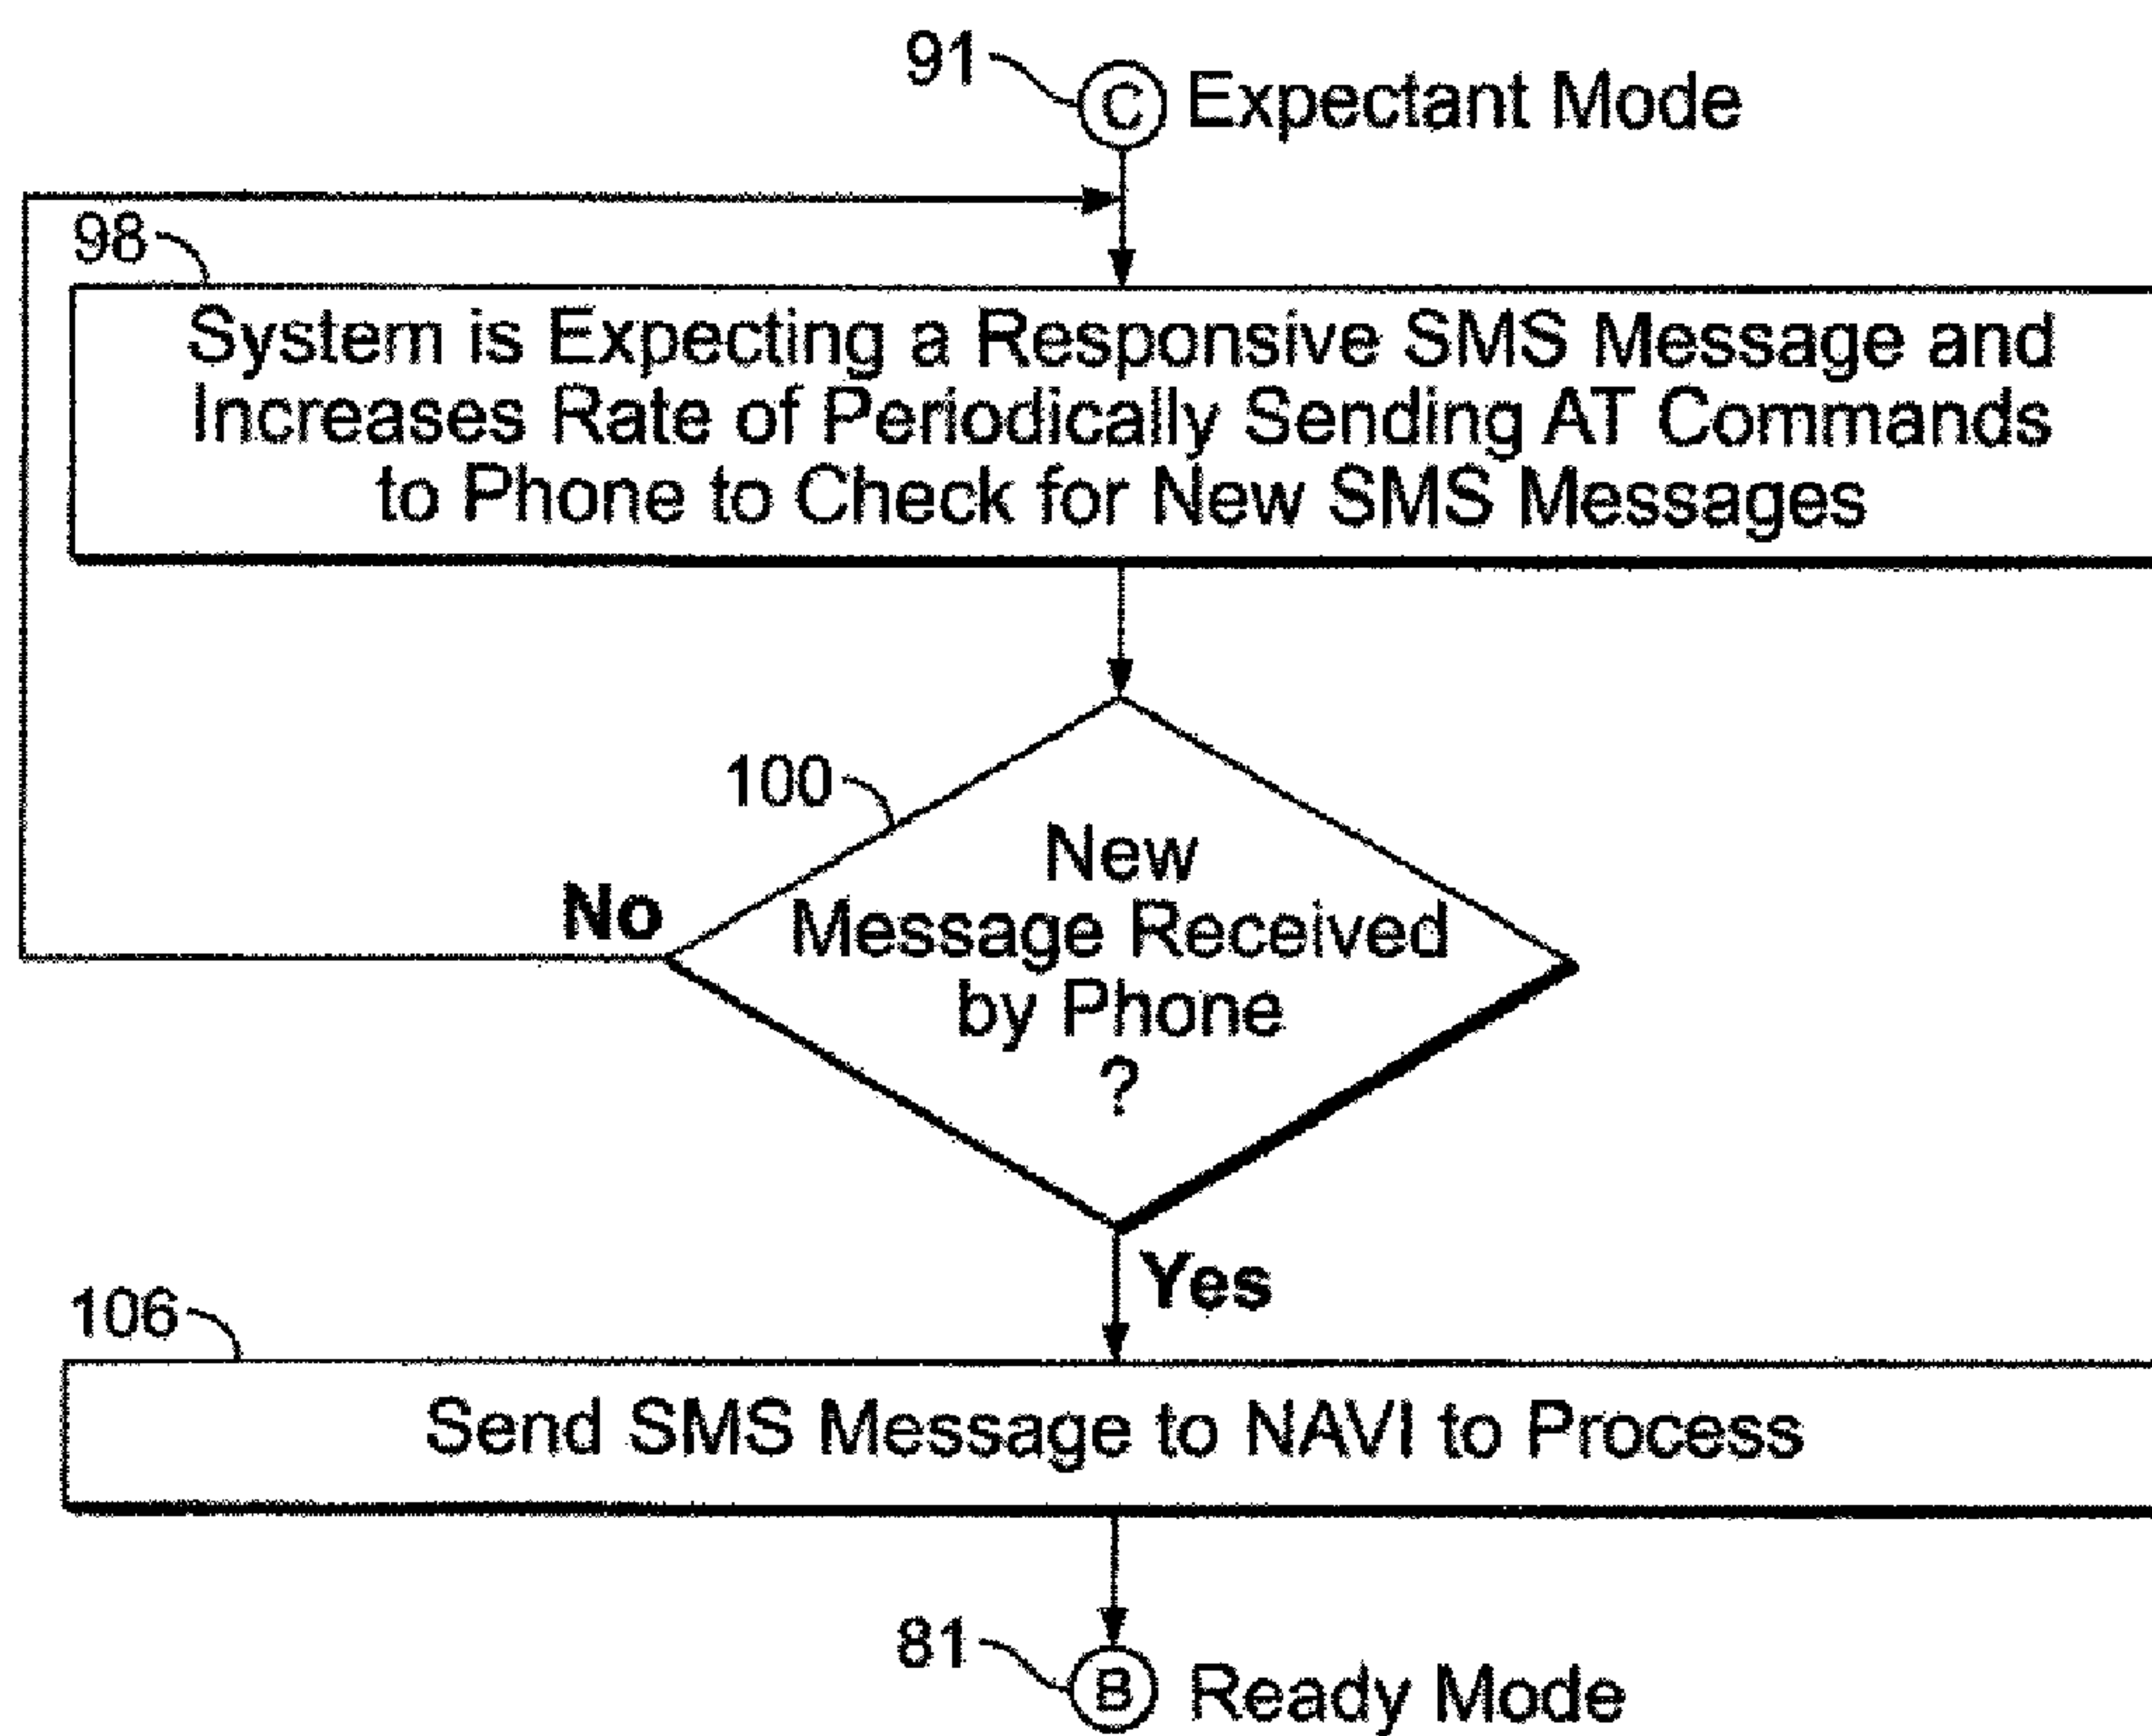 91 C Expectant Mode
98
System is Expecting a Responsive SMS Message and
Increases Rate of Periodically Sending AT Commands
to Phone to Check for New SMS Messages
100
New
Message Received
by Phone
?
No
Yes
106
Send SMS Message to NAVI to Process
81 B Ready Mode